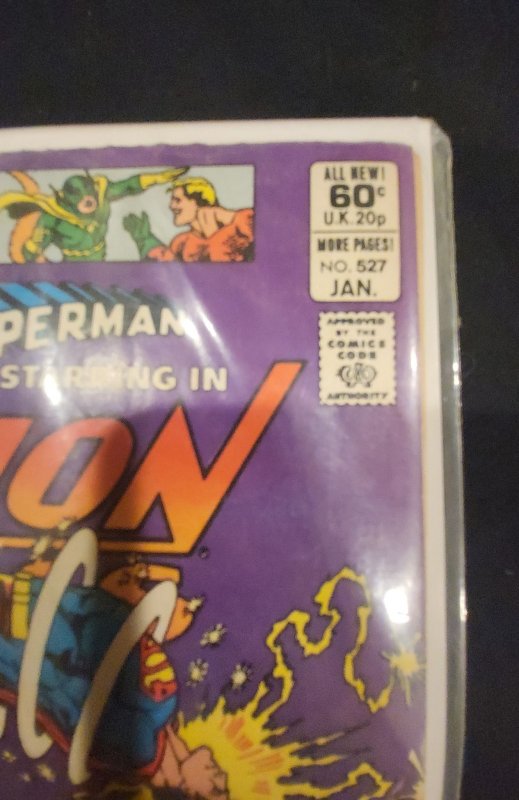 ALL NEW!
60¢
U.K. 20p
MORE PAGES!
NO. 527
JAN.
PERMAN
STARRING IN
ION
APPROVED
BY THE
COMICS
CODE
AUTHORITY